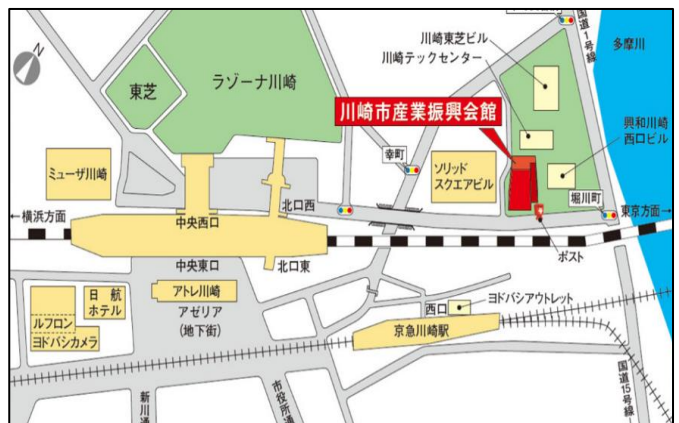 N
国道1号線
多摩川
川崎東芝ビル
川崎テックセンター
ラゾーナ川崎
東芝
川崎市産業振興会館
興和川崎
西口ビル
幸町
ソリッド
スクエアビル
ミューザ川崎
堀川町
北口西
←横浜方面
中央西口
東京方面→
ポスト
中央東口
北口東
日航
ホテル
アトレ川崎
アゼリア
(地下街)
西口
ヨドバシアウトレット
ルフロン
ヨドバシカメラ
京急川崎駅
新川通
市役所通
国道15号線